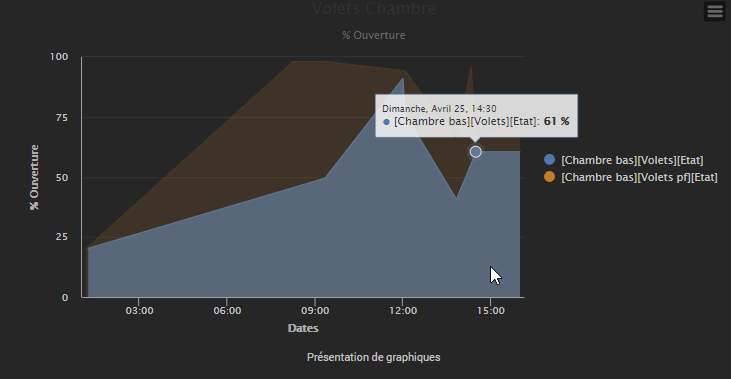 Volets Chambre
% Ouverture
100
75
50
25
0
% Ouverture
Dimanche, Avril 25, 14:30
[Chambre bas][Volets][Etat]: 61 %
[Chambre bas][Volets][Etat]
[Chambre bas][Volets pf][Etat]
03:00 06:00 09:00 12:00 15:00
Dates
Présentation de graphiques